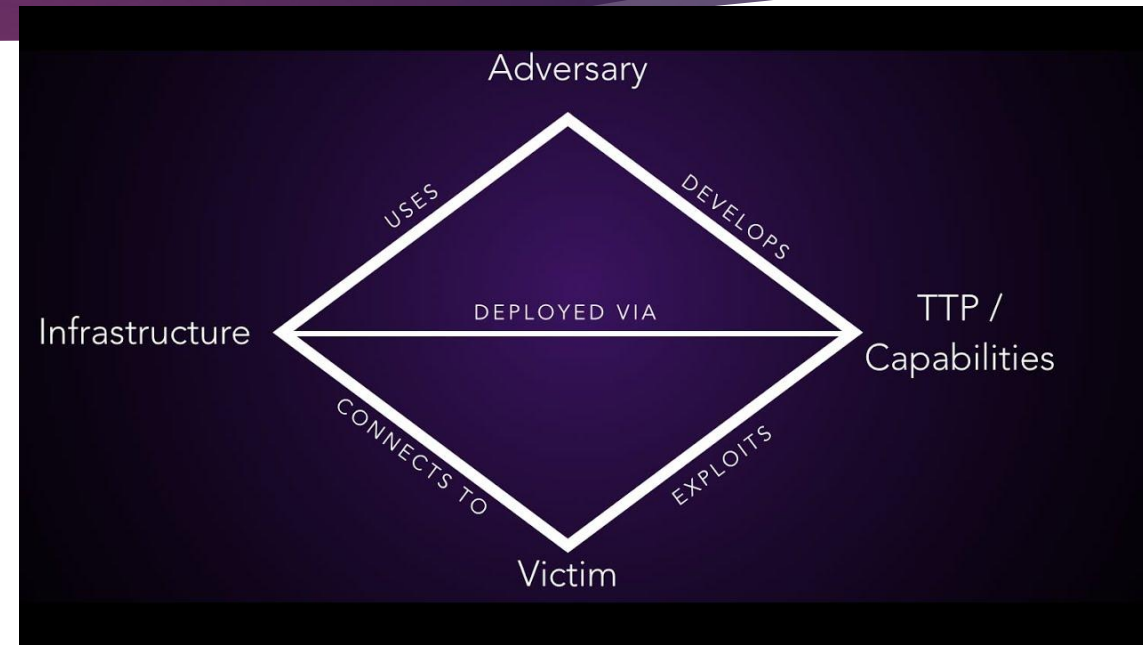 Adversary
USES
DEVELOPS
DEPLOYED VIA
Infrastructure
TTP /
Capabilities
CONNECTS TO
EXPLOITS
Victim